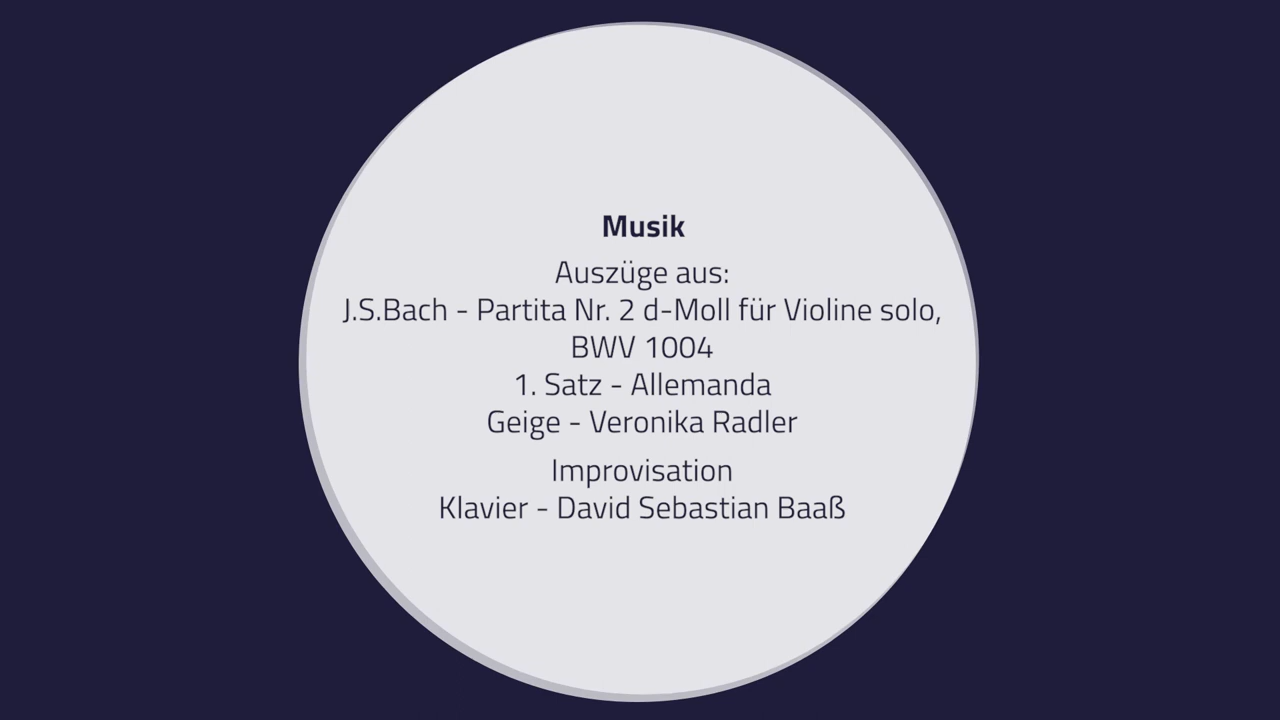 Musik
Auszüge aus:
J.S.Bach - Partita Nr. 2 d-Moll für Violine solo,
BWV 1004
1. Satz - Allemanda
Geige - Veronika Radler
Improvisation
Klavier - David Sebastian Baaß